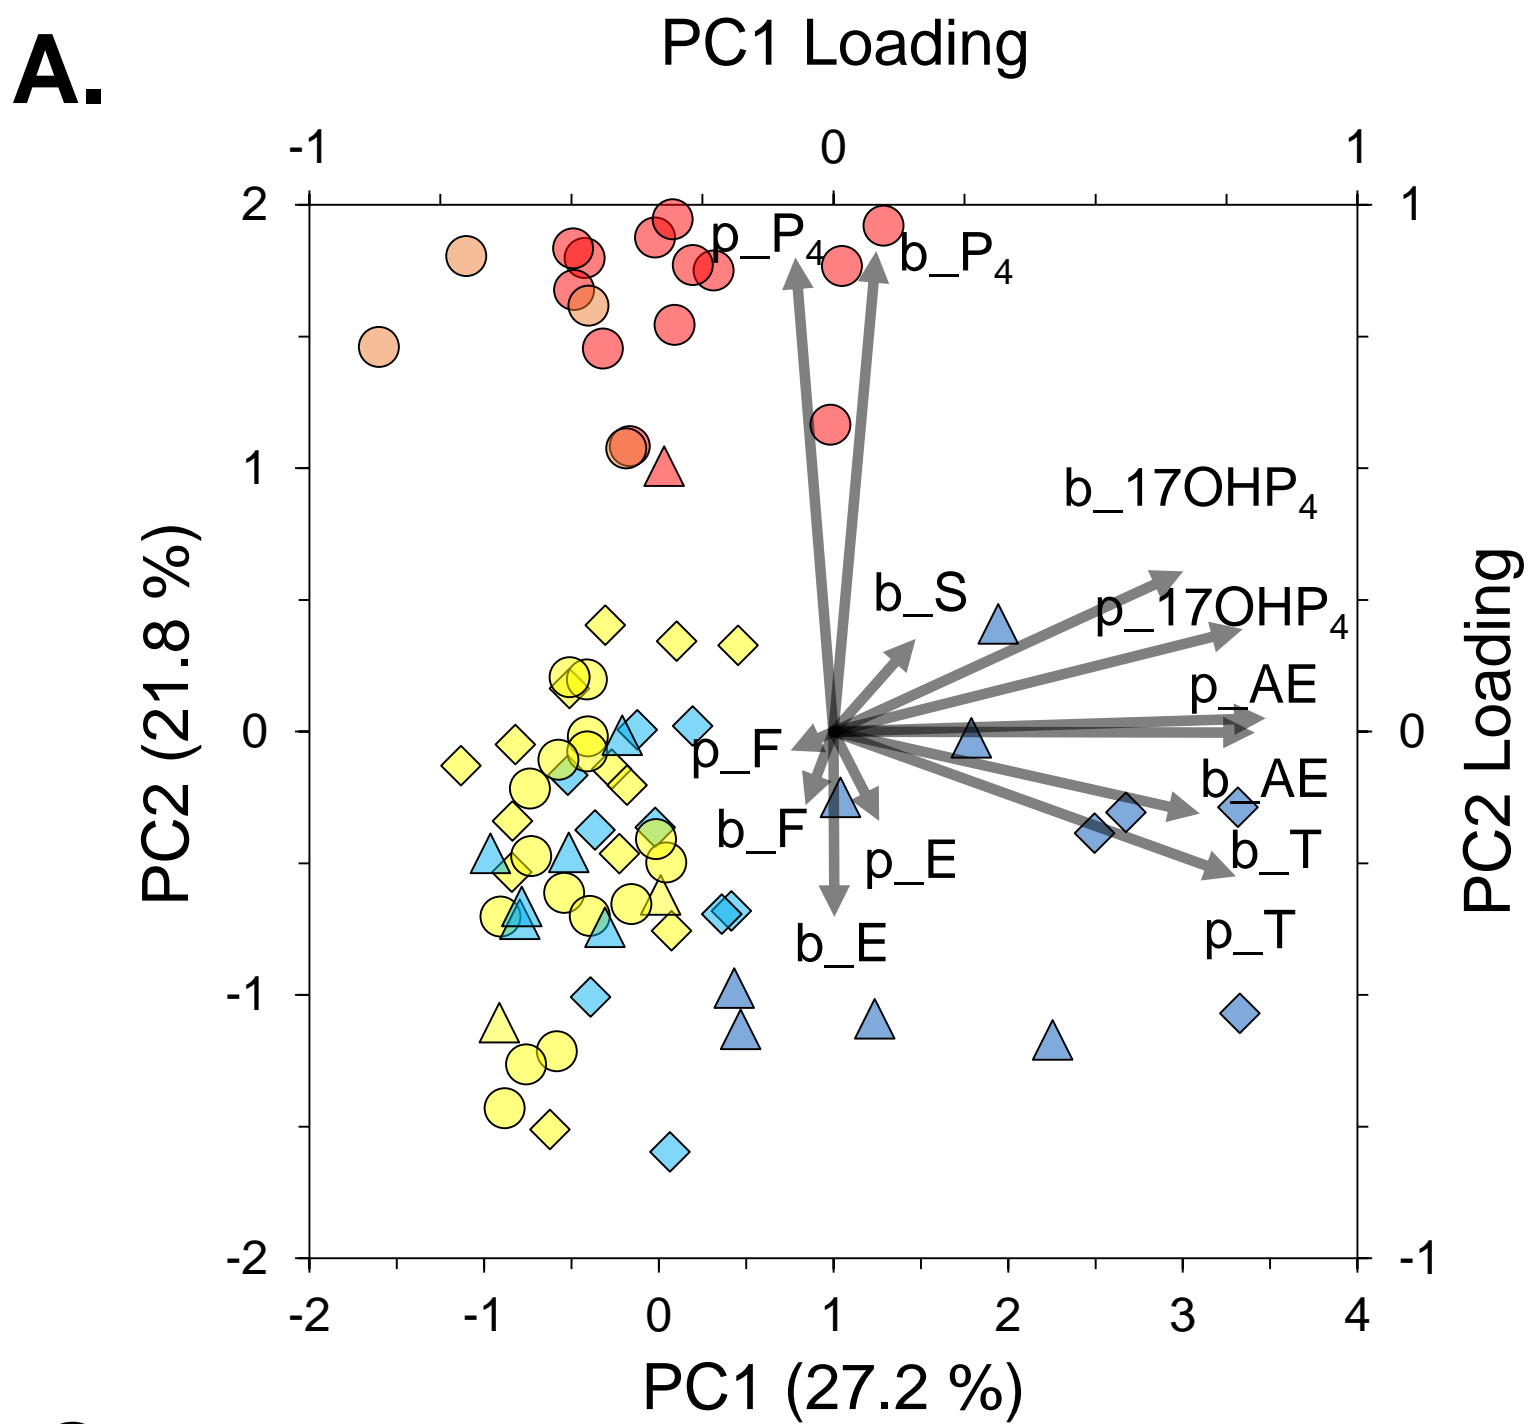 A.
PC1 Loading
-1 0 1
2 1
p_P4 b_P4
b_17OHP4
1
b_S
p_17OHP4
p_AE
0 0
p_F
b_AE
b_F
b_T
p_E
p_T
b_E
-1
-2 -1
-2 -1 0 1 2 3 4
PC1 (27.2 %)
PC2 (21.8 %)
PC2 Loading